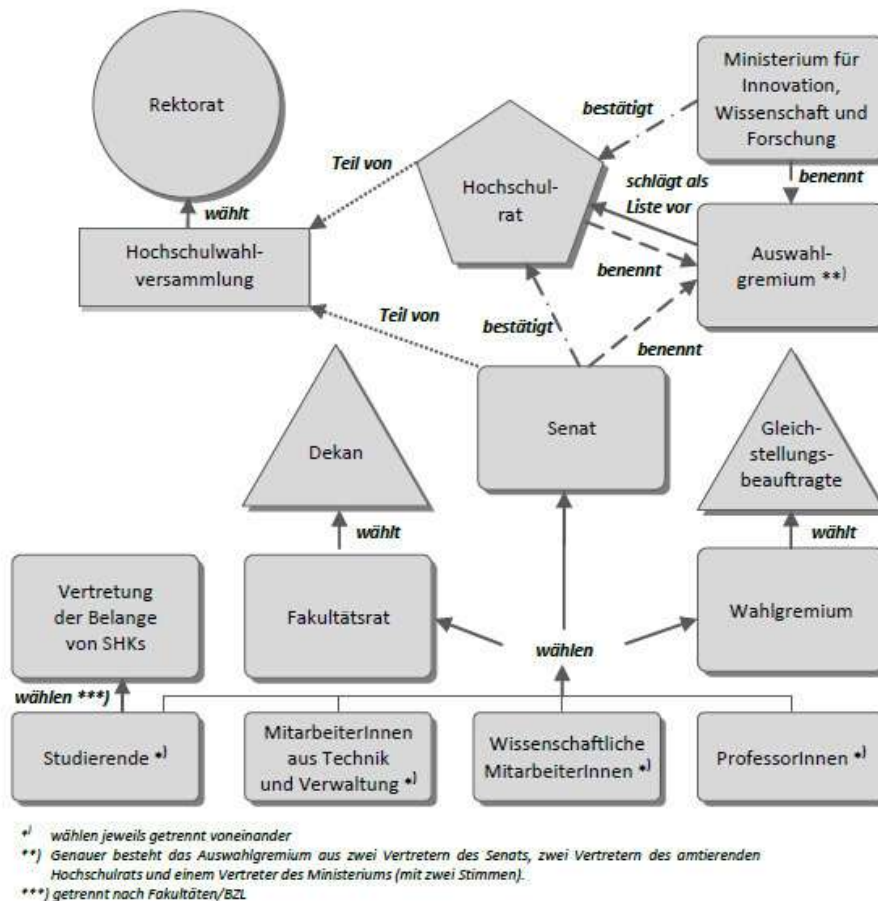 Rektorat
Ministerium für
Innovation,
Wissenschaft und
Forschung
bestätigt
Teil von
Hochschul-
rat
schlägt als
Liste vor
benennt
wählt
Hochschulwahl-
versammlung
Auswahl-
gremium **)
benennt
Teil von
bestätigt
benennt
Senat
Dekan
Gleich-
stellungs-
beauftragte
wählt
wählt
Vertretung
der Belange
von SHKs
Fakultätsrat
Wahlgremium
wählen
wählen ***)
Studierende *)
MitarbeiterInnen
aus Technik
und Verwaltung *)
Wissenschaftliche
MitarbeiterInnen *)
ProfessorInnen *)
*) wählen jeweils getrennt voneinander
**) Genauer besteht das Auswahlgremium aus zwei Vertretern des Senats, zwei Vertretern des amtierenden
Hochschulrats und einem Vertreter des Ministeriums (mit zwei Stimmen).
***) getrennt nach Fakultäten/BZL